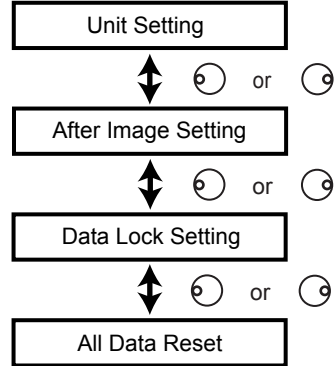 Unit Setting
or
After Image Setting
or
Data Lock Setting
or
All Data Reset